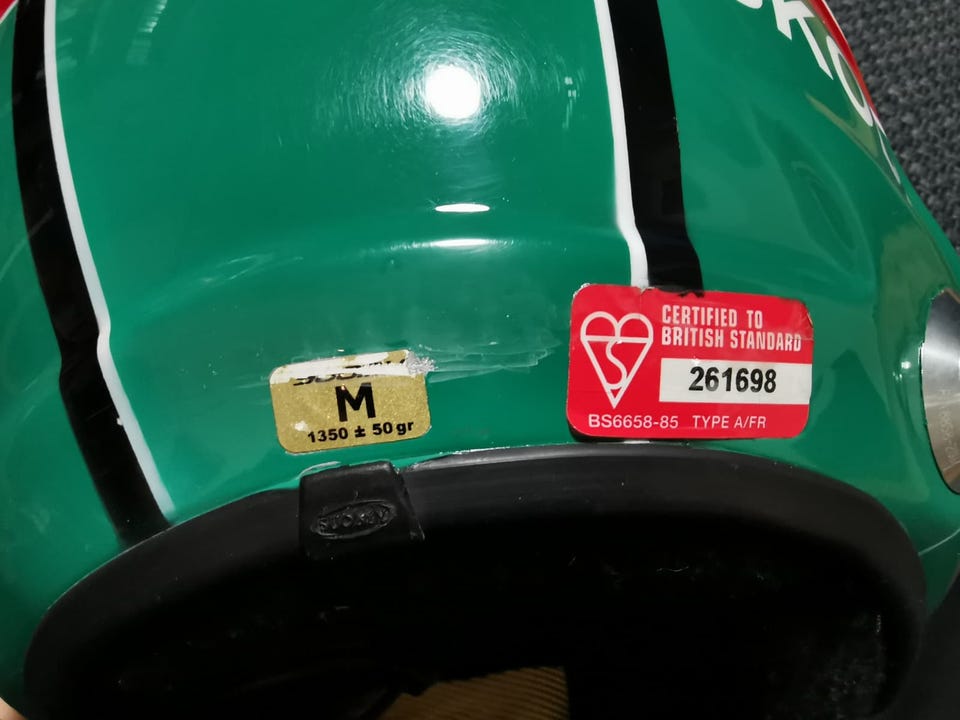 CERTIFIED TO
BRITISH STANDARD
261698
BS6658-85 TYPE A/FR
M
1350 ± 50 gr